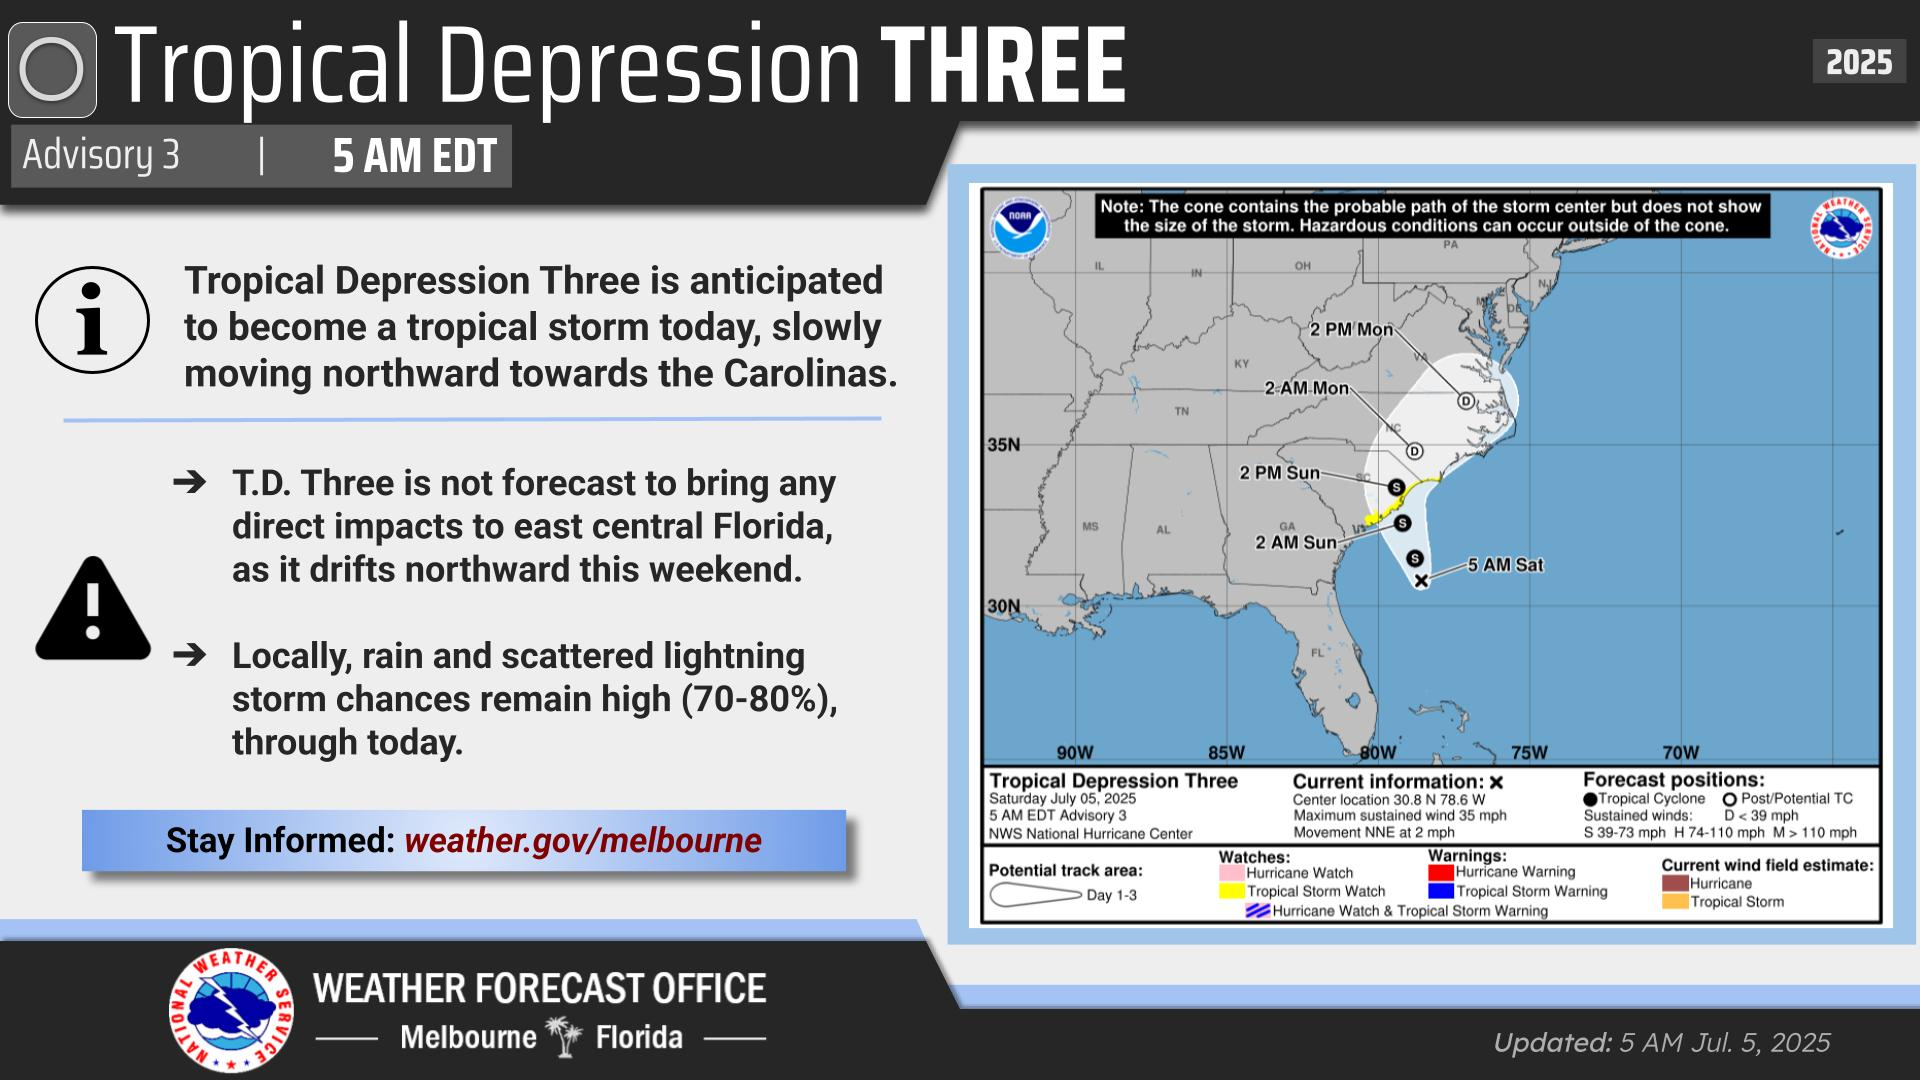 Tropical Depression THREE
2025
Advisory 3 | 5 AM EDT
Tropical Depression Three is anticipated
to become a tropical storm today, slowly
moving northward towards the Carolinas.
➔ T.D. Three is not forecast to bring any
direct impacts to east central Florida,
as it drifts northward this weekend.
➔ Locally, rain and scattered lightning
storm chances remain high (70-80%),
through today.
Stay Informed: weather.gov/melbourne
NATIONAL WEATHER SERVICE
WEATHER FORECAST OFFICE
Melbourne Florida
Note: The cone contains the probable path of the storm center but does not show
the size of the storm. Hazardous conditions can occur outside of the cone.
NOAA
NATIONAL WEATHER SERVICE
PA
IL
IN
OH
NJ
DE
2 PM Mon
KY
VA
2 AM Mon
TN
NC
35N
2 PM Sun
SC
MS
AL
GA
2 AM Sun
5 AM Sat
30N
FL
90W
85W
80W
75W
70W
Tropical Depression Three
Saturday July 05, 2025
5 AM EDT Advisory 3
NWS National Hurricane Center
Current information: ✖
Center location 30.8 N 78.6 W
Maximum sustained wind 35 mph
Movement NNE at 2 mph
Forecast positions:
Tropical Cyclone Post/Potential TC
Sustained winds: D < 39 mph
S 39-73 mph H 74-110 mph M > 110 mph
Potential track area:
Day 1-3
Watches:
Hurricane Watch
Tropical Storm Watch
Warnings:
Hurricane Warning
Tropical Storm Warning
Hurricane Watch & Tropical Storm Warning
Current wind field estimate:
Hurricane
Tropical Storm
D
D
S
S
S
Updated: 5 AM Jul. 5, 2025